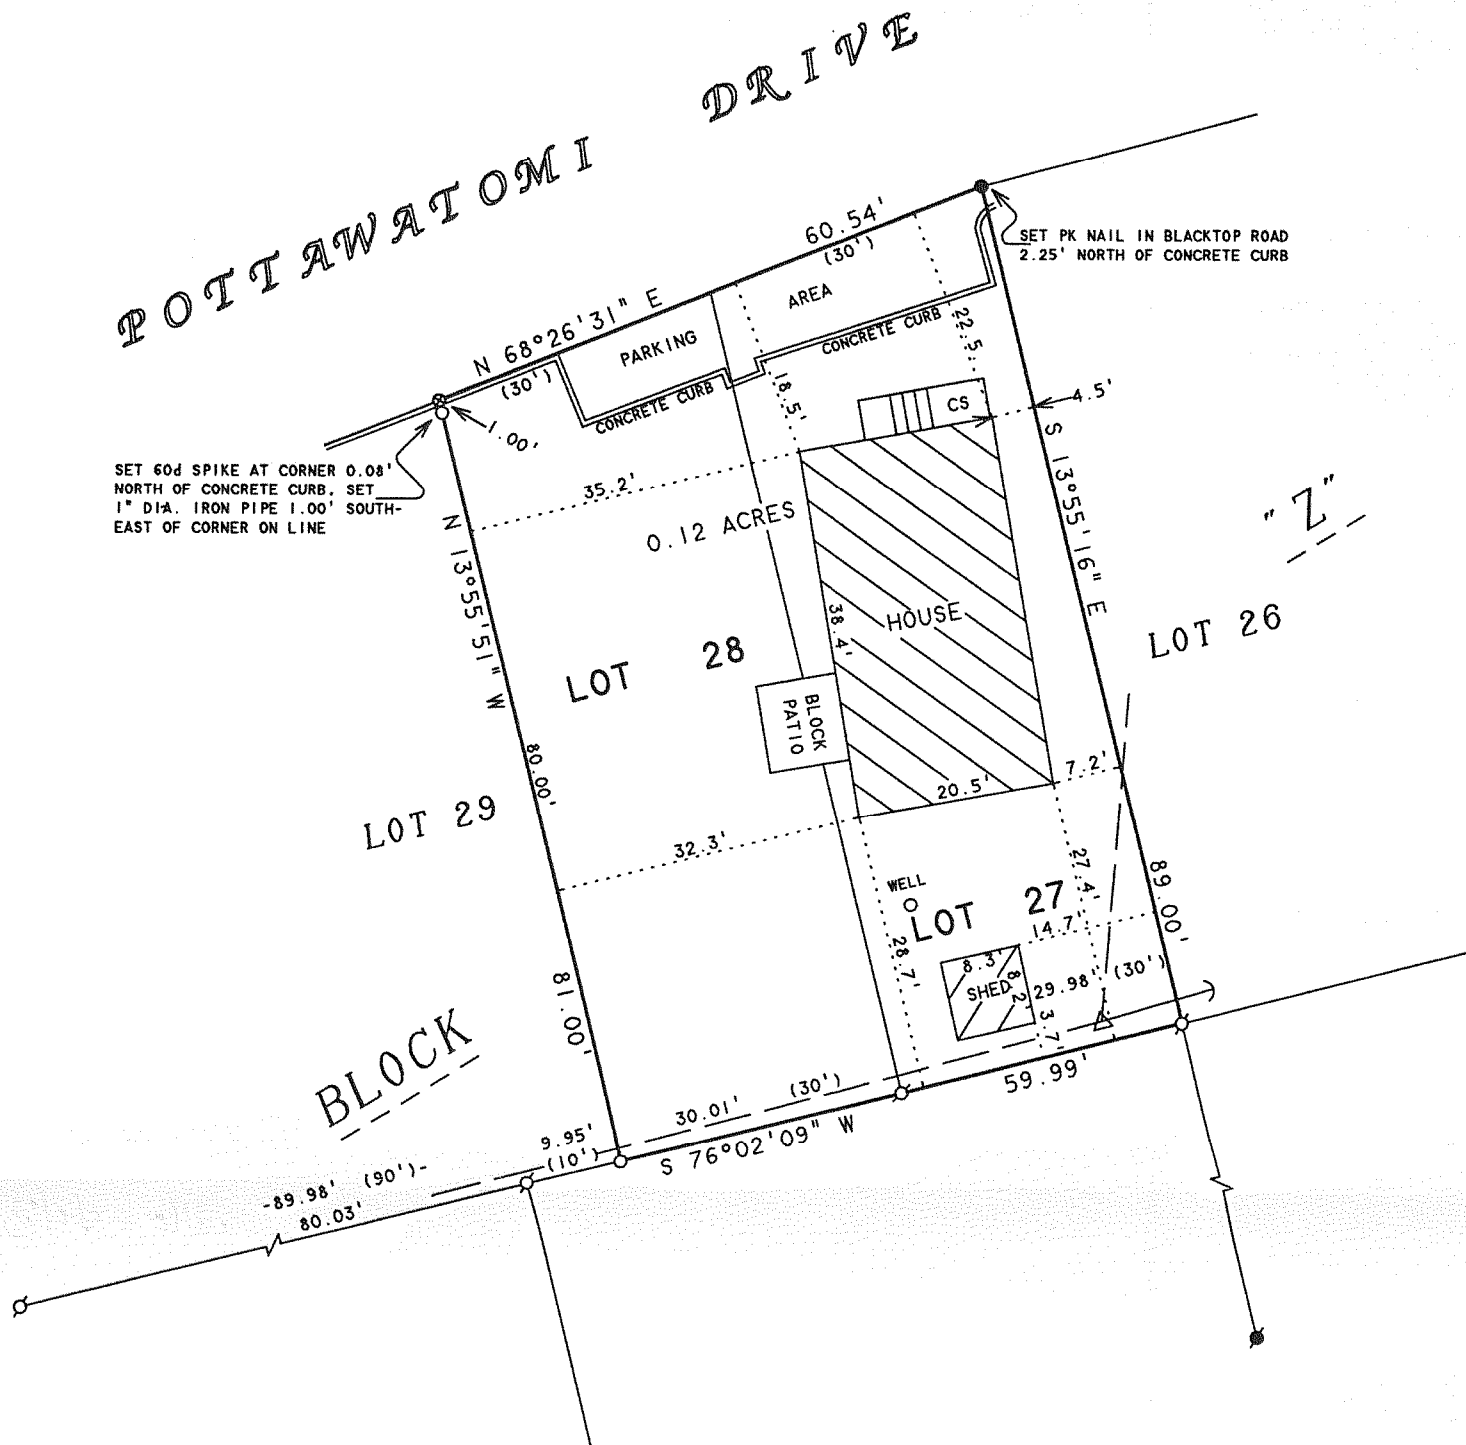 POTTAWATOMI DRIVE
60.54'
(30')
N 68°26'31" E
(30')
SET PK NAIL IN BLACKTOP ROAD
2.25' NORTH OF CONCRETE CURB
PARKING
AREA
CONCRETE CURB
CONCRETE CURB
22.5'
18.5'
CS
4.5'
1.00'
SET 60d SPIKE AT CORNER 0.08'
NORTH OF CONCRETE CURB. SET
1" DIA. IRON PIPE 1.00' SOUTH-
EAST OF CORNER ON LINE
35.2'
0.12 ACRES
N 13°55'51" W
S 13°55'16" E
"Z"
HOUSE
38.4'
LOT 28
LOT 26
BLOCK
PATIO
80.00'
LOT 29
7.2'
20.5'
32.3'
WELL
LOT 27
27.4'
89.00'
14.7'
28.7'
8.3'
SHED
8.2'
29.98' (30')
3.7'
81.00'
BLOCK
59.99'
30.01' (30')
S 76°02'09" W
9.95'
(10')
-89.98' (90')-
80.03'